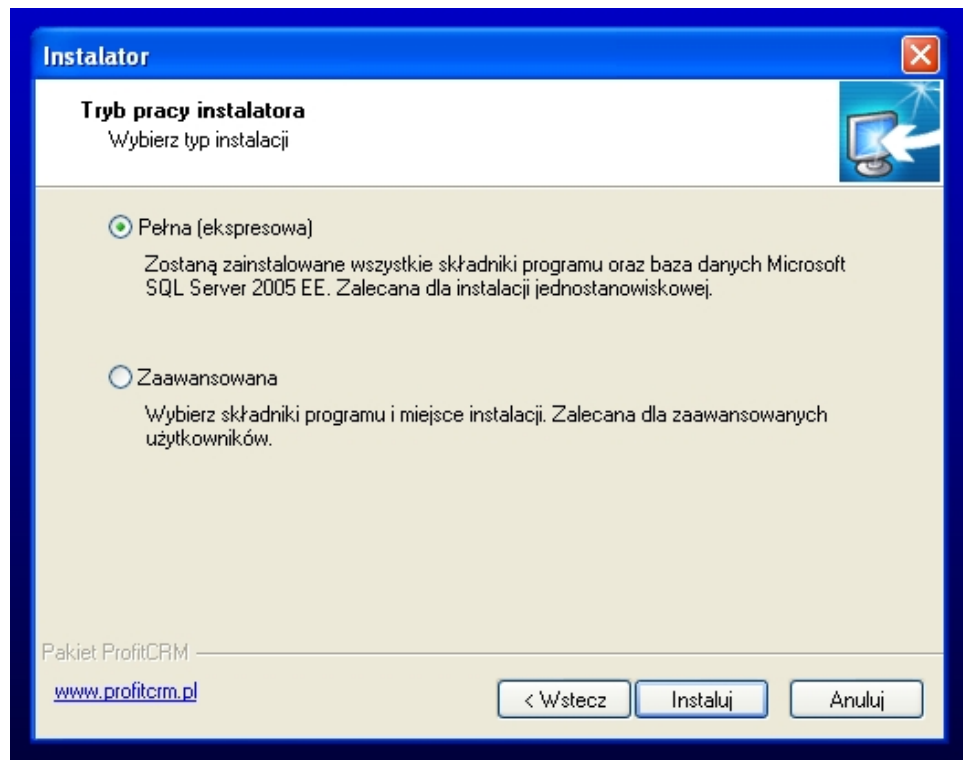 Instalator
Tryb pracy instalatora
Wybierz typ instalacji
Pełna (ekspresowa)
Zostaną zainstalowane wszystkie składniki programu oraz baza danych Microsoft
SQL Server 2005 EE. Zalecana dla instalacji jednostanowiskowej.
Zaawansowana
Wybierz składniki programu i miejsce instalacji. Zalecana dla zaawansowanych
użytkowników.
Pakiet ProfitCRM
www.profitcrm.pl
< Wstecz Instaluj Anuluj